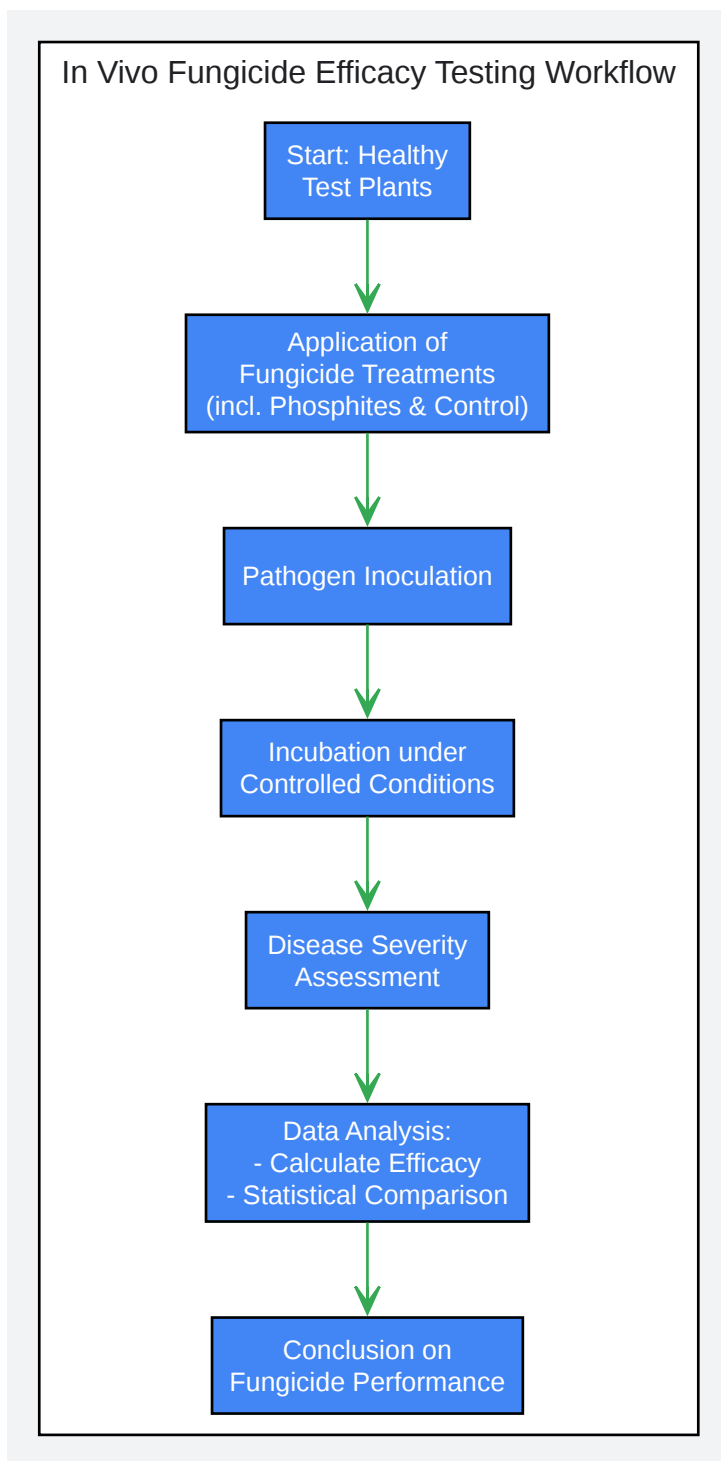 In Vivo Fungicide Efficacy Testing Workflow
Start: Healthy
Test Plants
Application of
Fungicide Treatments
(incl. Phosphites & Control)
Pathogen Inoculation
Incubation under
Controlled Conditions
Disease Severity
Assessment
Data Analysis:
- Calculate Efficacy
- Statistical Comparison
Conclusion on
Fungicide Performance